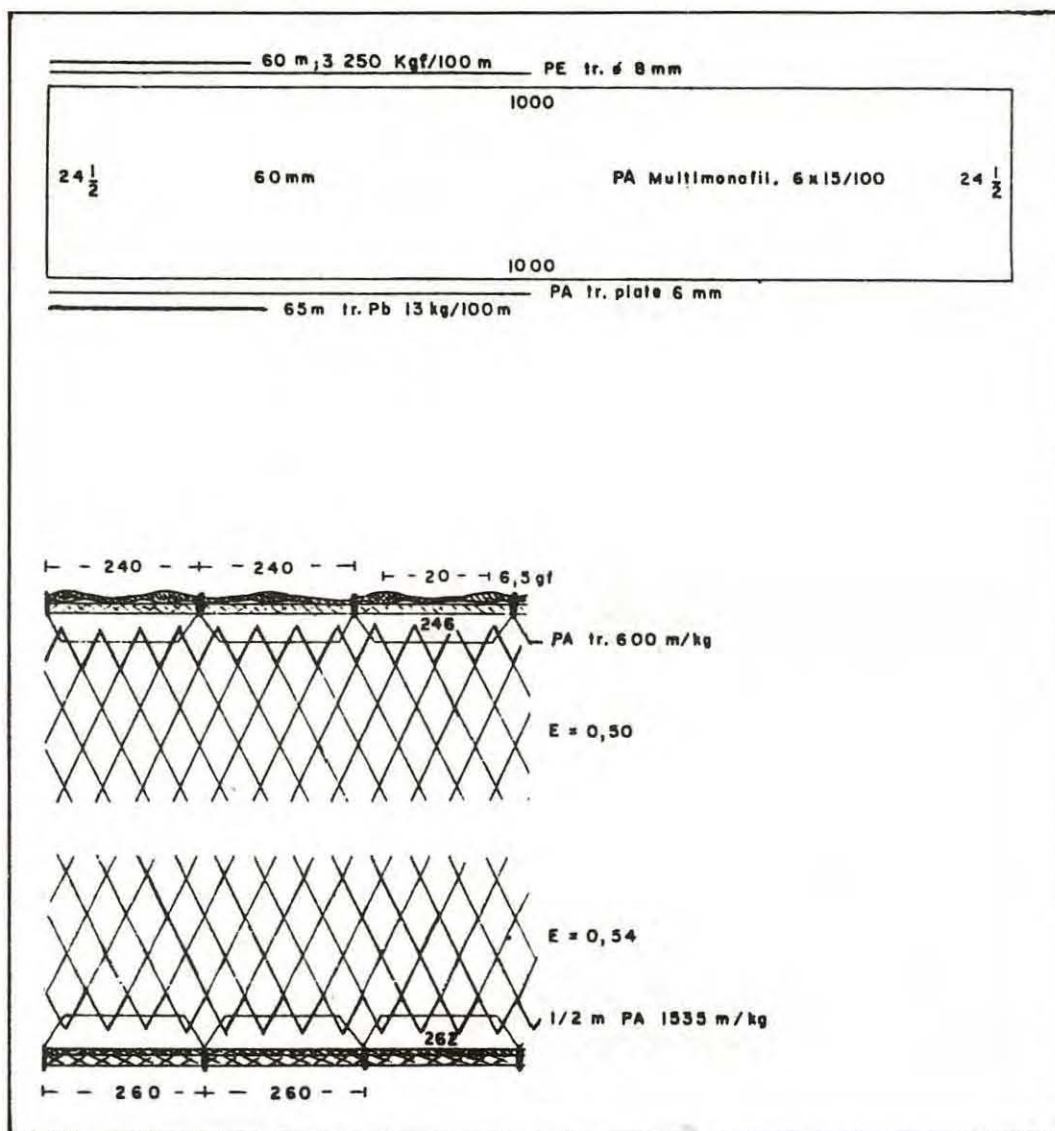 60 m ; 3 250 Kgf/100 m
PE tr. ø 8 mm
1000
24 1/2
60 mm
PA Multimonofil. 6 x 15/100
24 1/2
1000
PA tr. plate 6 mm
65m tr. Pb 13 kg/100 m
240
240
20
6,5 gf
246
PA tr. 600 m/kg
E = 0,50
E = 0,54
1/2 m PA 1535 m/kg
262
260
260